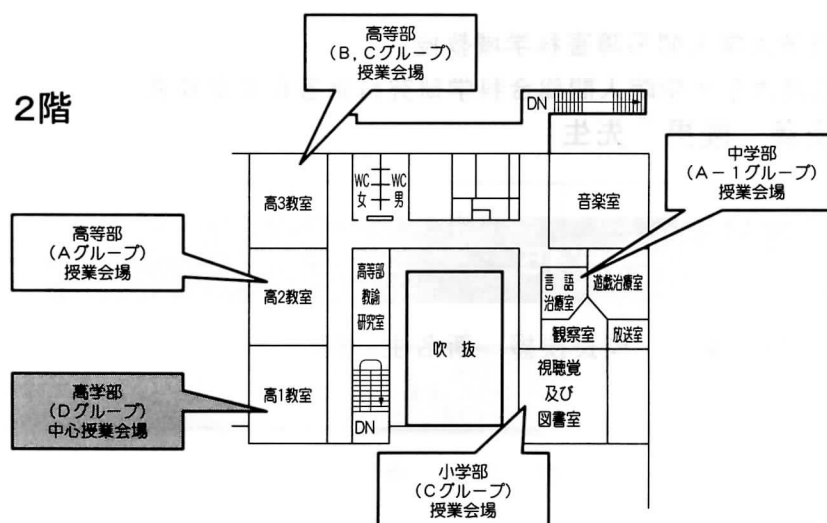 2階
高等部
(B, Cグループ)
授業会場
DN
中学部
(A-1グループ)
授業会場
高等部
(Aグループ)
授業会場
高学部
(Dグループ)
中心授業会場
高3教室
WC
女
WC
男
音楽室
高2教室
高等部
教諭
研究室
吹抜
言語
治療室
遊戯治療室
観察室
放送室
高1教室
DN
視聴覚
及び
図書室
小学部
(Cグループ)
授業会場